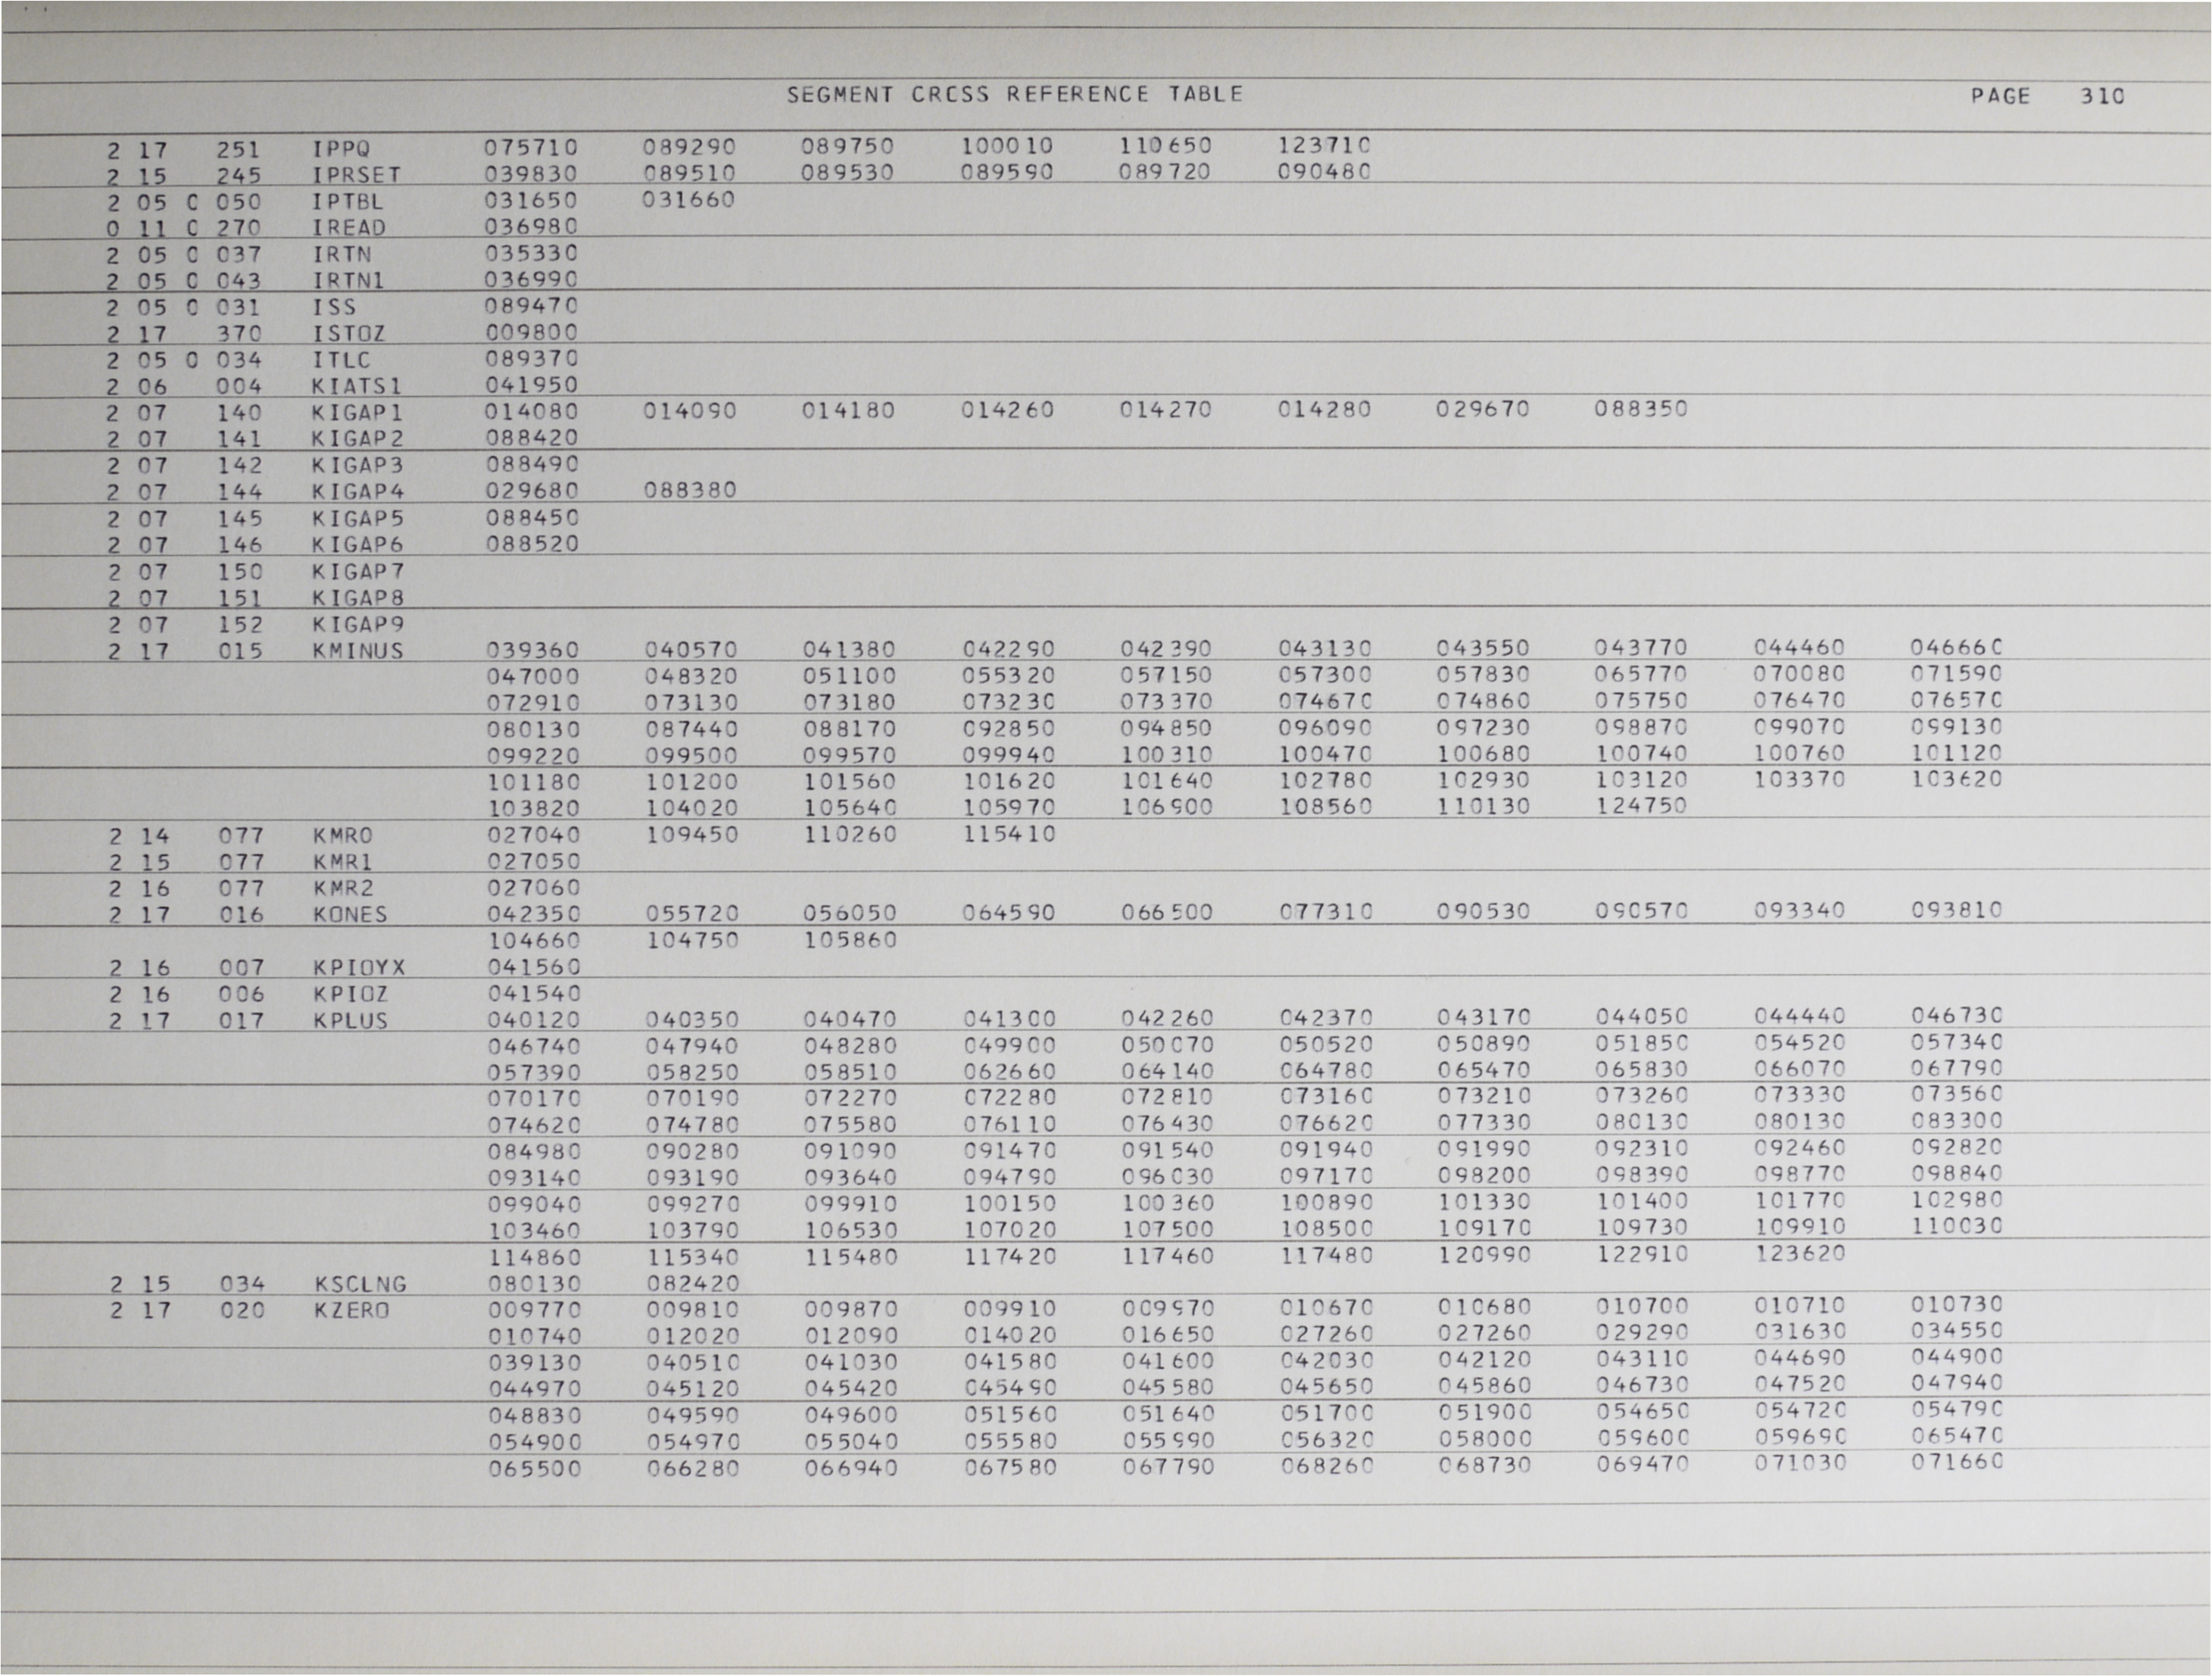 SEGMENT CRCSS REFERENCE TABLE PAGE 310
2 17 251 IPPQ 075710 089290 089750 100010 110650 123710
2 15 245 IPRSET 039830 089510 089530 089590 089720 090480
2 05 0 050 IPTBL 031650 031660
0 11 0 270 IREAD 036980
2 05 0 037 IRTN 035330
2 05 0 043 IRTN1 036990
2 05 0 031 ISS 089470
2 17 370 ISTOZ 009800
2 05 0 034 ITLC 089370
2 06 004 KIATS1 041950
2 07 140 KIGAP1 014080 014090 014180 014260 014270 014280 029670 088350
2 07 141 KIGAP2 088420
2 07 142 KIGAP3 088490
2 07 144 KIGAP4 029680 088380
2 07 145 KIGAP5 088450
2 07 146 KIGAP6 088520
2 07 150 KIGAP7
2 07 151 KIGAP8
2 07 152 KIGAP9
2 17 015 KMINUS 039360 040570 041380 042290 042390 043130 043550 043770 044460 046660
047000 048320 051100 055320 057150 057300 057830 065770 070080 071590
072910 073130 073180 073230 073370 074670 074860 075750 076470 076570
080130 087440 088170 092850 094850 096090 097230 098870 099070 099130
099220 099500 099570 099940 100310 100470 100680 100740 100760 101120
101180 101200 101560 101620 101640 102780 102930 103120 103370 103620
103820 104020 105640 105970 106900 108560 110130 124750
2 14 077 KMR0 027040 109450 110260 115410
2 15 077 KMR1 027050
2 16 077 KMR2 027060
2 17 016 KONES 042350 055720 056050 064590 066500 077310 090530 090570 093340 093810
104660 104750 105860
2 16 007 KPIOYX 041560
2 16 006 KPIOZ 041540
2 17 017 KPLUS 040120 040350 040470 041300 042260 042370 043170 044050 044440 046730
046740 047940 048280 049900 050070 050520 050890 051850 054520 057340
057390 058250 058510 062660 064140 064780 065470 065830 066070 067790
070170 070190 072270 072280 072810 073160 073210 073260 073330 073560
074620 074780 075580 076110 076430 076620 077330 080130 080130 083300
084980 090280 091090 091470 091540 091940 091990 092310 092460 092820
093140 093190 093640 094790 096030 097170 098200 098390 098770 098840
099040 099270 099910 100150 100360 100890 101330 101400 101770 102980
103460 103790 106530 107020 107500 108500 109170 109730 109910 110030
114860 115340 115480 117420 117460 117480 120990 122910 123620
2 15 034 KSCLNG 080130 082420
2 17 020 KZERO 009770 009810 009870 009910 009970 010670 010680 010700 010710 010730
010740 012020 012090 014020 016650 027260 027260 029290 031630 034550
039130 040510 041030 041580 041600 042030 042120 043110 044690 044900
044970 045120 045420 045490 045580 045650 045860 046730 047520 047940
048830 049590 049600 051560 051640 051700 051900 054650 054720 054790
054900 054970 055040 055580 055990 056320 058000 059600 059690 065470
065500 066280 066940 067580 067790 068260 068730 069470 071030 071660